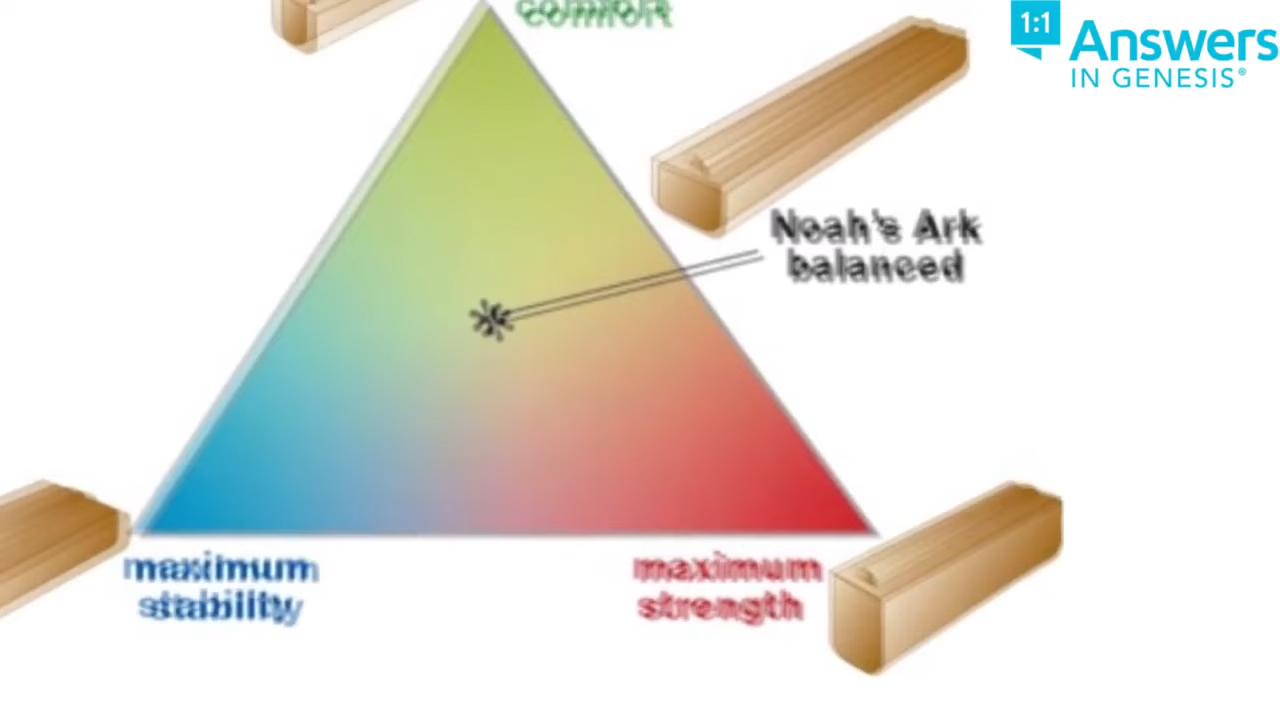 comfort
1:1
Answers
IN GENESIS®
Noah's Ark
balanced
maximum
stability
maximum
strength